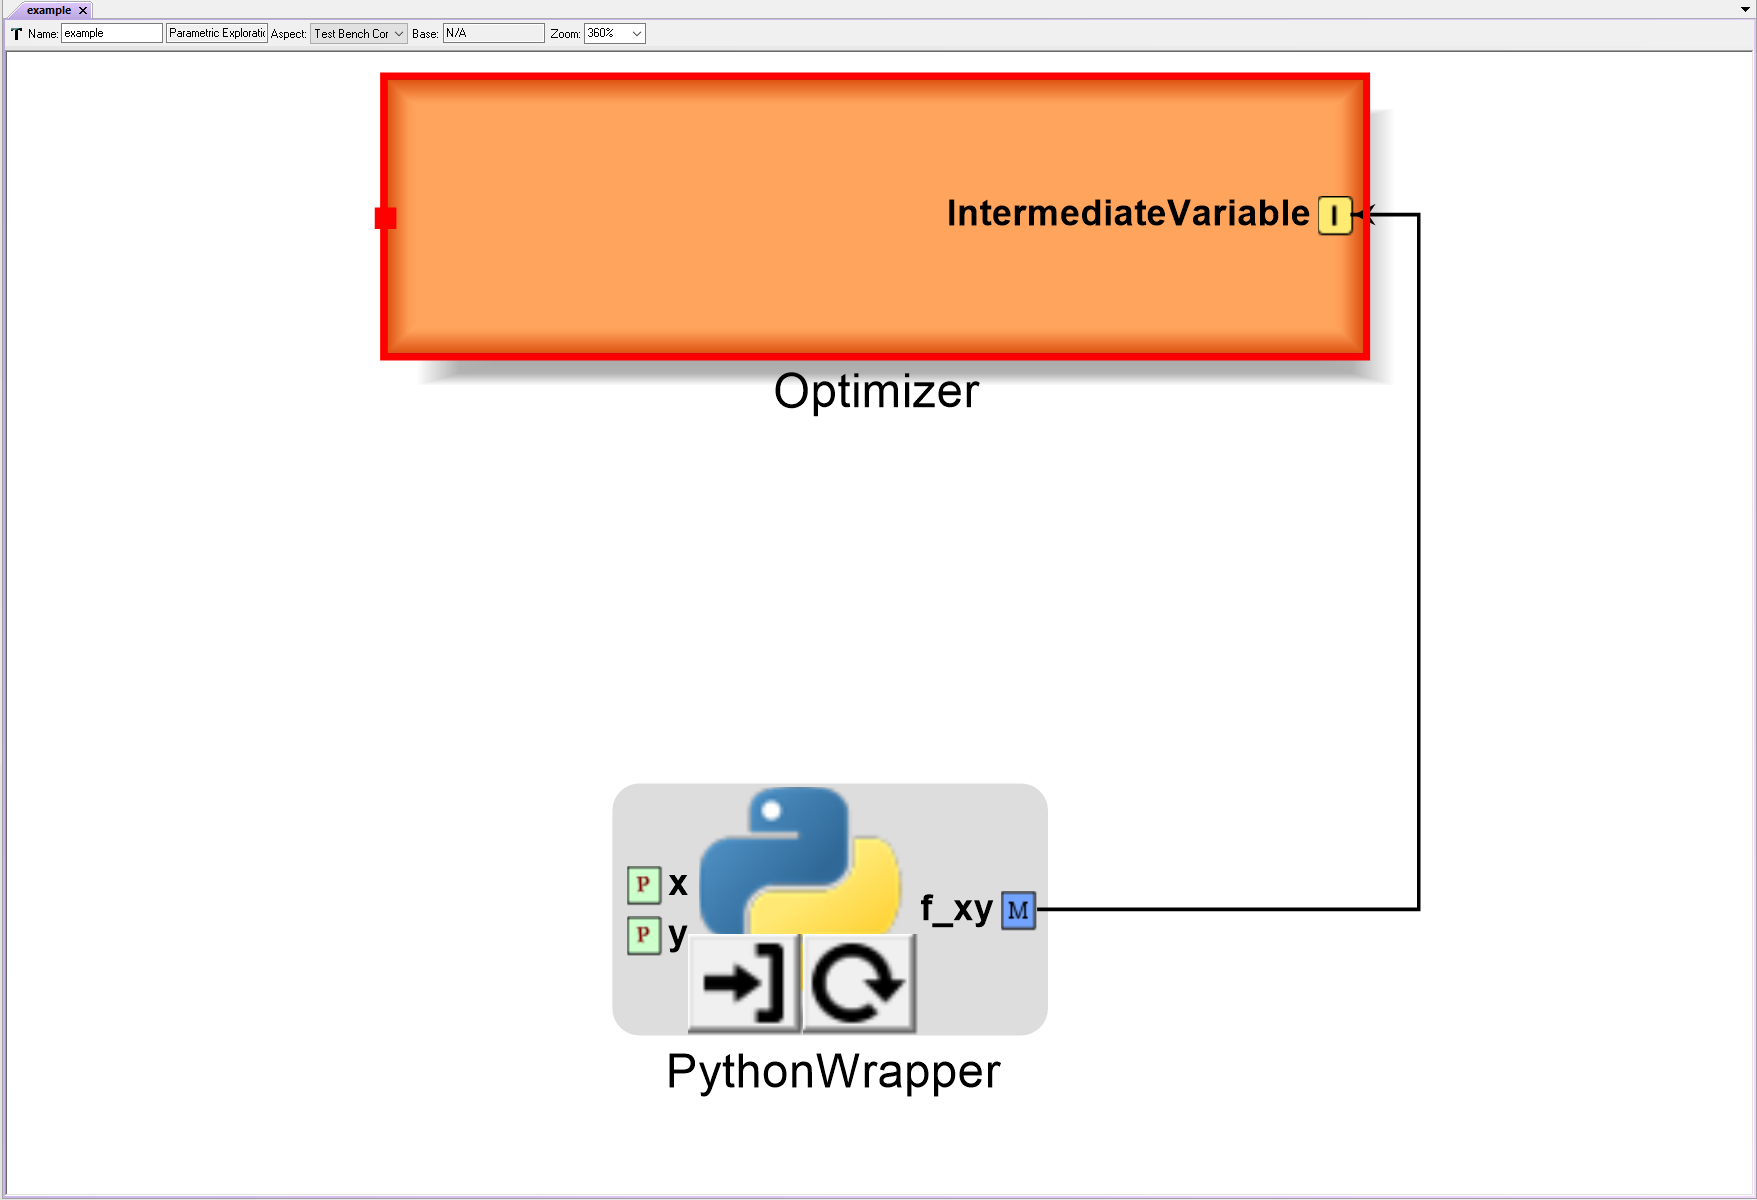 example
Name: example Parametric Exploratic Aspect: Test Bench Cor Base: N/A Zoom: 360%
IntermediateVariable I
Optimizer
P x
f_xy M
P y
PythonWrapper